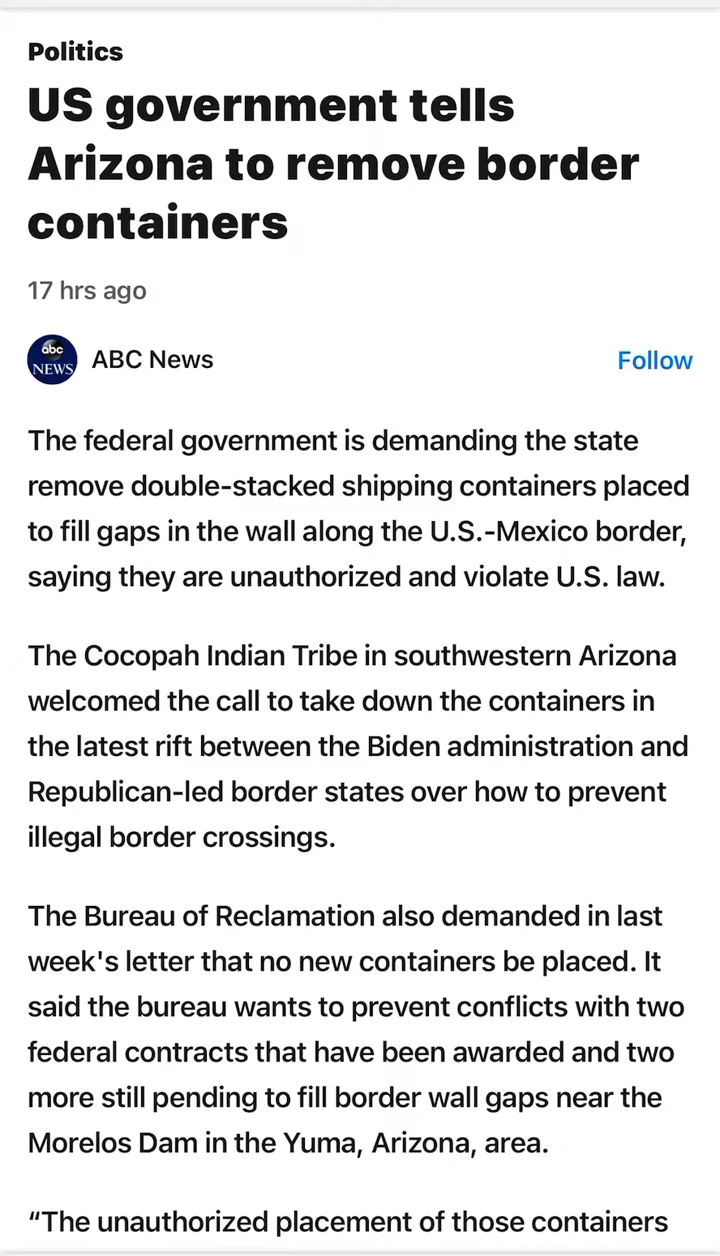 Politics
US government tells
Arizona to remove border
containers
17 hrs ago
abc
NEWS
ABC News
Follow
The federal government is demanding the state
remove double-stacked shipping containers placed
to fill gaps in the wall along the U.S.-Mexico border,
saying they are unauthorized and violate U.S. law.
The Cocopah Indian Tribe in southwestern Arizona
welcomed the call to take down the containers in
the latest rift between the Biden administration and
Republican-led border states over how to prevent
illegal border crossings.
The Bureau of Reclamation also demanded in last
week's letter that no new containers be placed. It
said the bureau wants to prevent conflicts with two
federal contracts that have been awarded and two
more still pending to fill border wall gaps near the
Morelos Dam in the Yuma, Arizona, area.
“The unauthorized placement of those containers